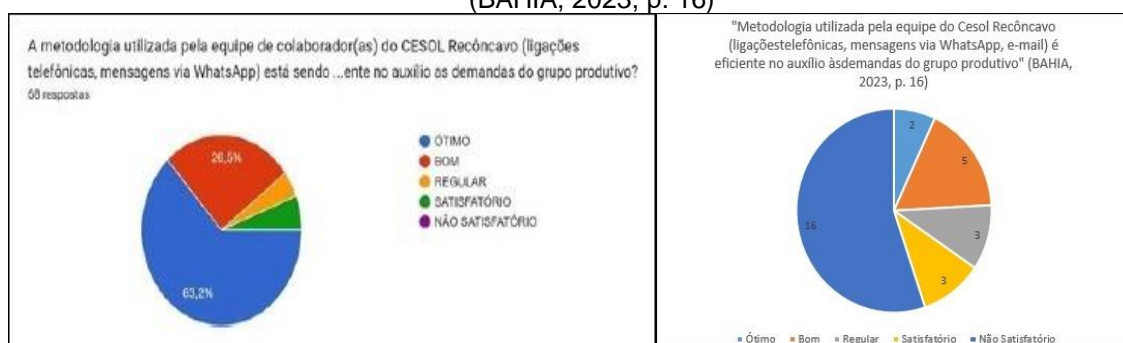 (BAHIA, 2023, p. 16)
A metodologia utilizada pela equipe de colaborador(as) do CESOL Recôncavo (ligações
telefônicas, mensagens via WhatsApp) está sendo ...ente no auxílio as demandas do grupo produtivo?
68 respostas
ÓTIMO
BOM
REGULAR
SATISFATÓRIO
NÃO SATISFATÓRIO
26,5%
63,2%
"Metodologia utilizada pela equipe do Cesol Recôncavo
(ligaçõestelefônicas, mensagens via WhatsApp, e-mail) é
eficiente no auxílio àsdemandas do grupo produtivo" (BAHIA,
2023, p. 16)
2
5
3
3
16
Ótimo Bom Regular Satisfatório Não Satisfatório